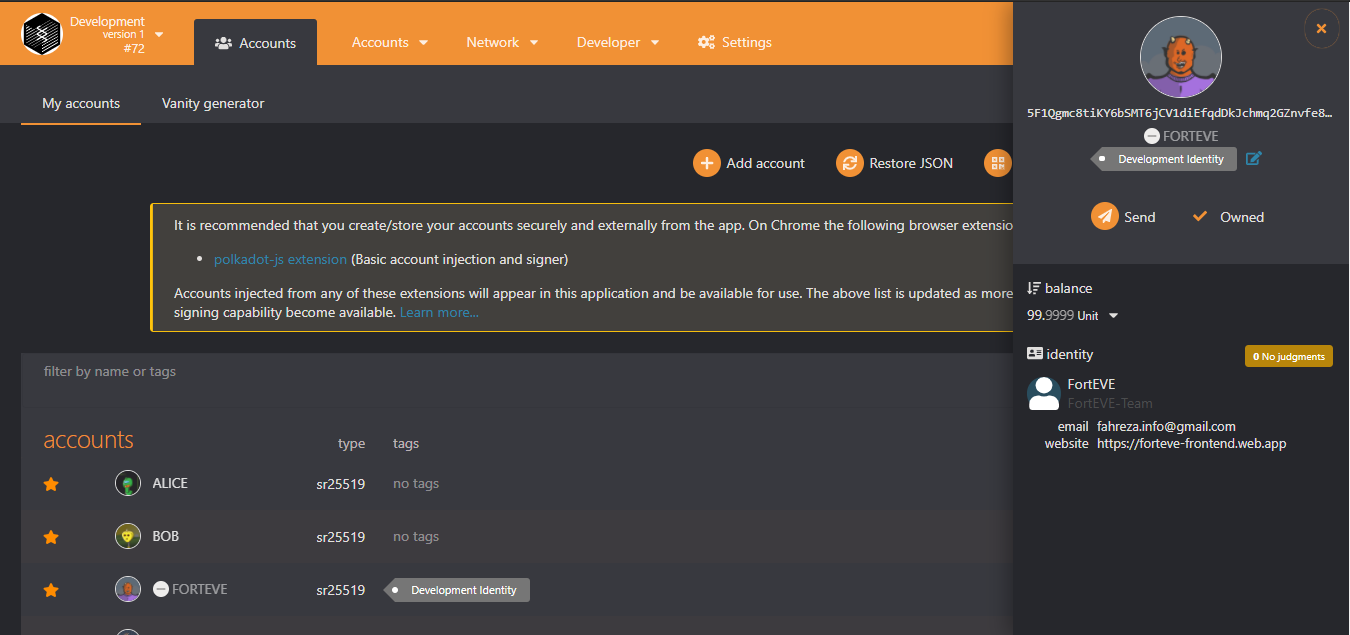 Development
version 1
#72
Accounts
Accounts
Network
Developer
Settings
My accounts
Vanity generator
Add account
Restore JSON
It is recommended that you create/store your accounts securely and externally from the app. On Chrome the following browser extensio
• polkadot-js extension (Basic account injection and signer)
Accounts injected from any of these extensions will appear in this application and be available for use. The above list is updated as more
signing capability become available. Learn more...
filter by name or tags
accounts type tags
ALICE sr25519 no tags
BOB sr25519 no tags
FORTEVE sr25519 Development Identity
5F1Qgmc8tiKY6bSMT6jCV1diEfqdDkJchmq2GZnvfe8…
FORTEVE
Development Identity
Send
Owned
balance
99.9999 Unit
identity
0 No judgments
FortEVE
FortEVE-Team
email fahreza.info@gmail.com
website https://forteve-frontend.web.app